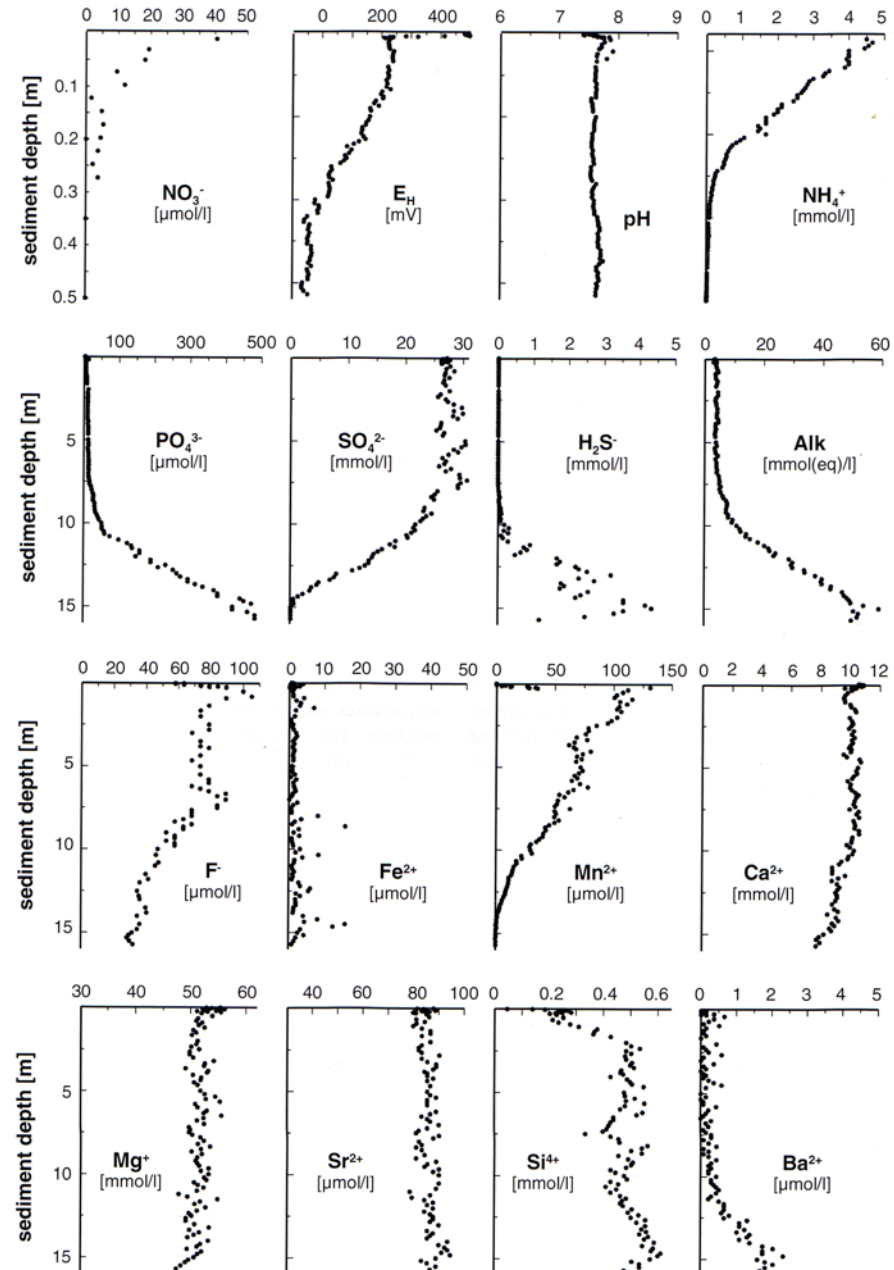 0 10 20 30 40 50
0 200 400
6 7 8 9
0 1 2 3 4 5
sediment depth [m]
0.1
0.2
0.3
0.4
0.5
NO₃⁻
[µmol/l]
E_H
[mV]
pH
NH₄⁺
[mmol/l]
100 300 500
0 10 20 30
0 1 2 3 4 5
0 20 40 60
sediment depth [m]
5
10
15
PO₄³⁻
[µmol/l]
SO₄²⁻
[mmol/l]
H₂S⁻
[mmol/l]
Alk
[mmol(eq)/l]
0 20 40 60 80 100
0 10 20 30 40 50
0 50 100 150
0 2 4 6 8 10 12
sediment depth [m]
5
10
15
F⁻
[µmol/l]
Fe²⁺
[µmol/l]
Mn²⁺
[µmol/l]
Ca²⁺
[mmol/l]
30 40 50 60
40 60 80 100
0 0.2 0.4 0.6
0 1 2 3 4 5
sediment depth [m]
5
10
15
Mg⁺
[mmol/l]
Sr²⁺
[µmol/l]
Si⁴⁺
[mmol/l]
Ba²⁺
[µmol/l]